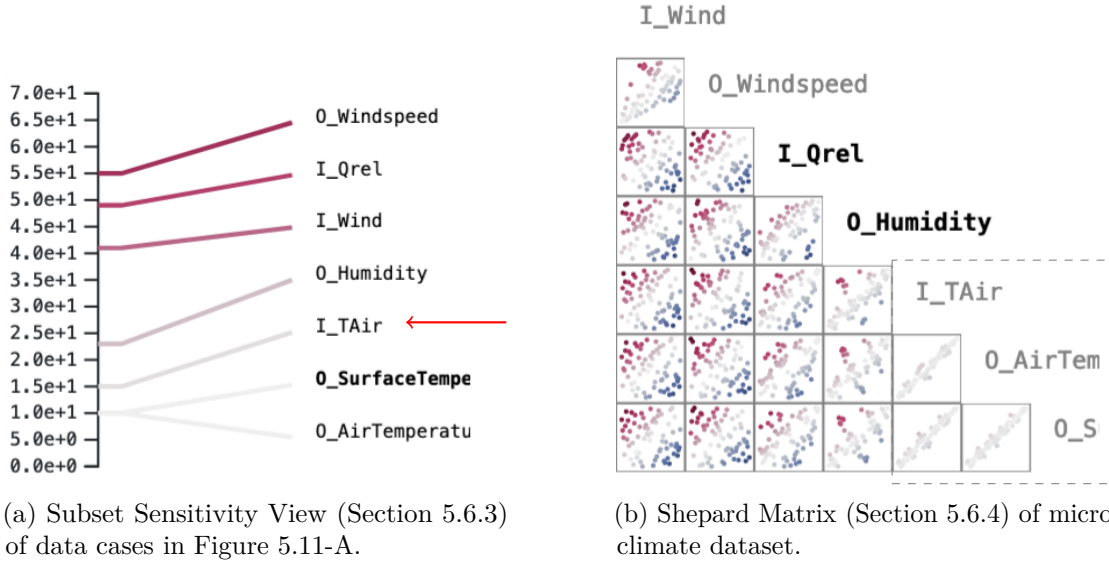 I_Wind
7.0e+1
6.5e+1
6.0e+1
5.5e+1
5.0e+1
4.5e+1
4.0e+1
3.5e+1
3.0e+1
2.5e+1
2.0e+1
1.5e+1
1.0e+1
5.0e+0
0.0e+0
O_Windspeed
I_Qrel
I_Wind
O_Humidity
I_TAir
O_SurfaceTempe
O_AirTemperatu
O_Windspeed
I_Qrel
O_Humidity
I_TAir
O_AirTem
O_S
(a) Subset Sensitivity View (Section 5.6.3)
of data cases in Figure 5.11-A.
(b) Shepard Matrix (Section 5.6.4) of micro
climate dataset.